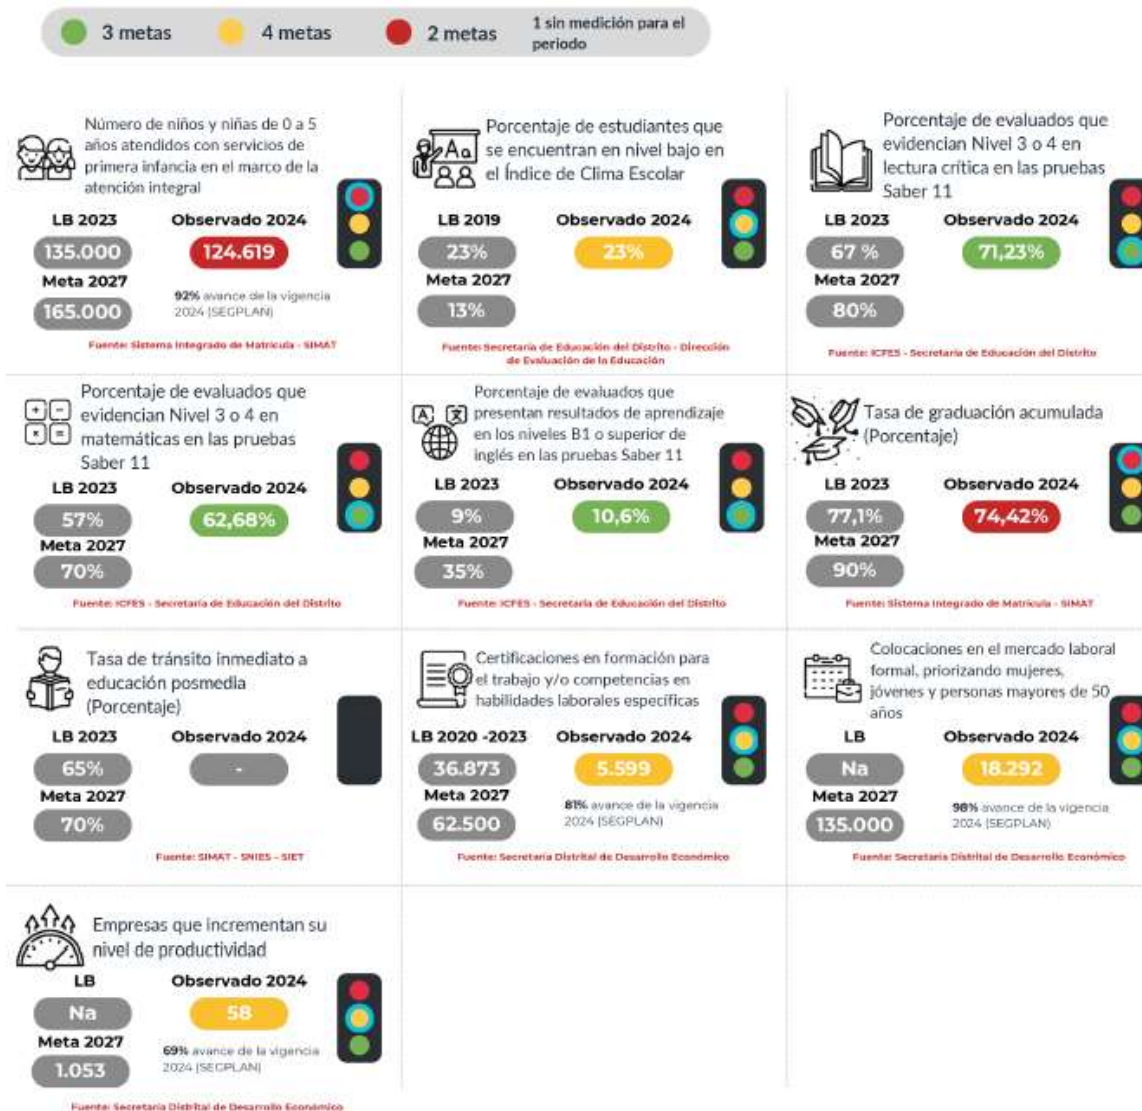 3 metas
4 metas
2 metas
1 sin medición para el
periodo
Número de niños y niñas de 0 a 5
años atendidos con servicios de
primera infancia en el marco de la
atención integral
LB 2023
Observado 2024
135.000
124.619
Meta 2027
165.000
92% avance de la vigencia
2024 (SEGPLAN)
Fuente: Sistema Integrado de Matrícula - SIMAT
Porcentaje de estudiantes que
se encuentran en nivel bajo en
el Índice de Clima Escolar
Aa
LB 2019
Observado 2024
23%
23%
Meta 2027
13%
Fuente: Secretaría de Educación del Distrito - Dirección
de Evaluación de la Educación
Porcentaje de evaluados que
evidencian Nivel 3 o 4 en
lectura crítica en las pruebas
Saber 11
LB 2023
Observado 2024
67 %
71,23%
Meta 2027
80%
Fuente: ICFES - Secretaría de Educación del Distrito
Porcentaje de evaluados que
evidencian Nivel 3 o 4 en
matemáticas en las pruebas
Saber 11
LB 2023
Observado 2024
57%
62,68%
Meta 2027
70%
Fuente: ICFES - Secretaría de Educación del Distrito
Porcentaje de evaluados que
presentan resultados de aprendizaje
en los niveles B1 o superior de
inglés en las pruebas Saber 11
A 文
LB 2023
Observado 2024
9%
10,6%
Meta 2027
35%
Fuente: ICFES - Secretaría de Educación del Distrito
Tasa de graduación acumulada
(Porcentaje)
LB 2023
Observado 2024
77,1%
74,42%
Meta 2027
90%
Fuente: Sistema Integrado de Matrícula - SIMAT
Tasa de tránsito inmediato a
educación posmedia
(Porcentaje)
LB 2023
Observado 2024
65%
-
Meta 2027
70%
Fuente: SIMAT - SNIES - SIET
Certificaciones en formación para
el trabajo y/o competencias en
habilidades laborales específicas
LB 2020 -2023
Observado 2024
36.873
5.599
Meta 2027
62.500
81% avance de la vigencia
2024 (SEGPLAN)
Fuente: Secretaría Distrital de Desarrollo Económico
Colocaciones en el mercado laboral
formal, priorizando mujeres,
jóvenes y personas mayores de 50
años
LB
Observado 2024
Na
18.292
Meta 2027
135.000
98% avance de la vigencia
2024 (SEGPLAN)
Fuente: Secretaría Distrital de Desarrollo Económico
Empresas que incrementan su
nivel de productividad
LB
Observado 2024
Na
58
Meta 2027
1.053
69% avance de la vigencia
2024 (SEGPLAN)
Fuente: Secretaría Distrital de Desarrollo Económico